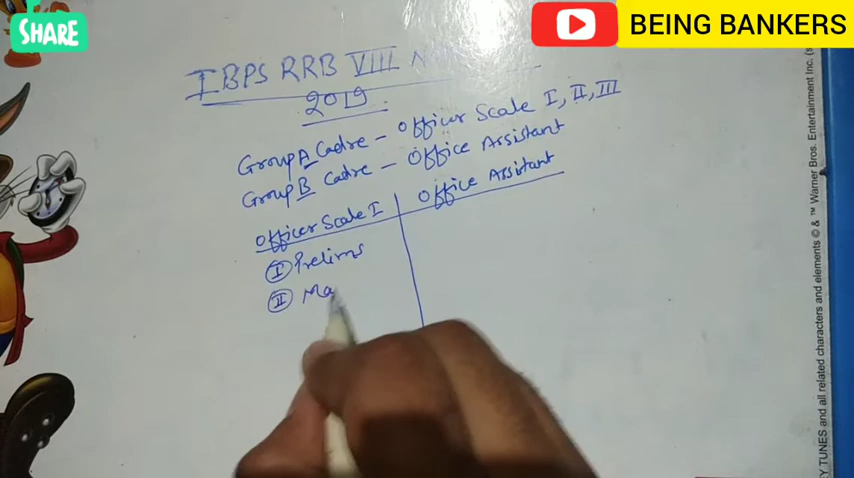 SHARE
BEING BANKERS
IBPS RRB VIII N
2019
Group A Cadre - Officer Scale I, II, III
Group B Cadre - Office Assistant
Officer Scale I
Office Assistant
I Prelims
II Ma
EY TUNES and all related characters and elements © & ™ Warner Bros. Entertainment Inc. (s